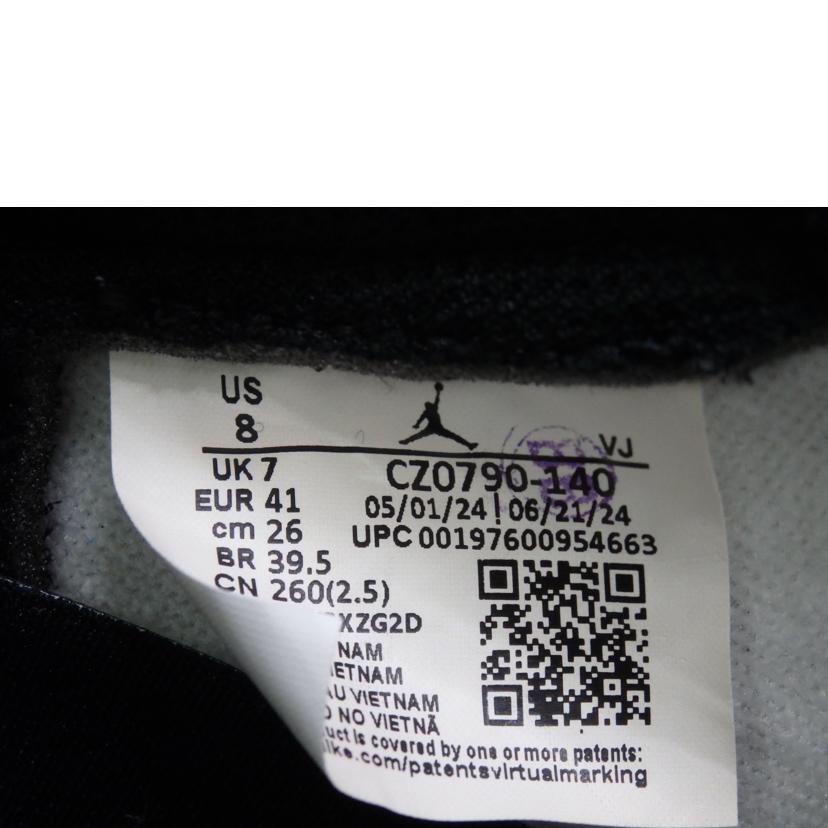 US
8
VJ
UK 7
CZ0790-140
EUR 41
05/01/24 | 06/21/24
cm 26
UPC 00197600954663
BR 39.5
CN 260(2.5)
XZG2D
NAM
ETNAM
AU VIETNAM
O NO VIETNÃ
uct is covered by one or more patents:
ike.com/patentsvirtualmarking